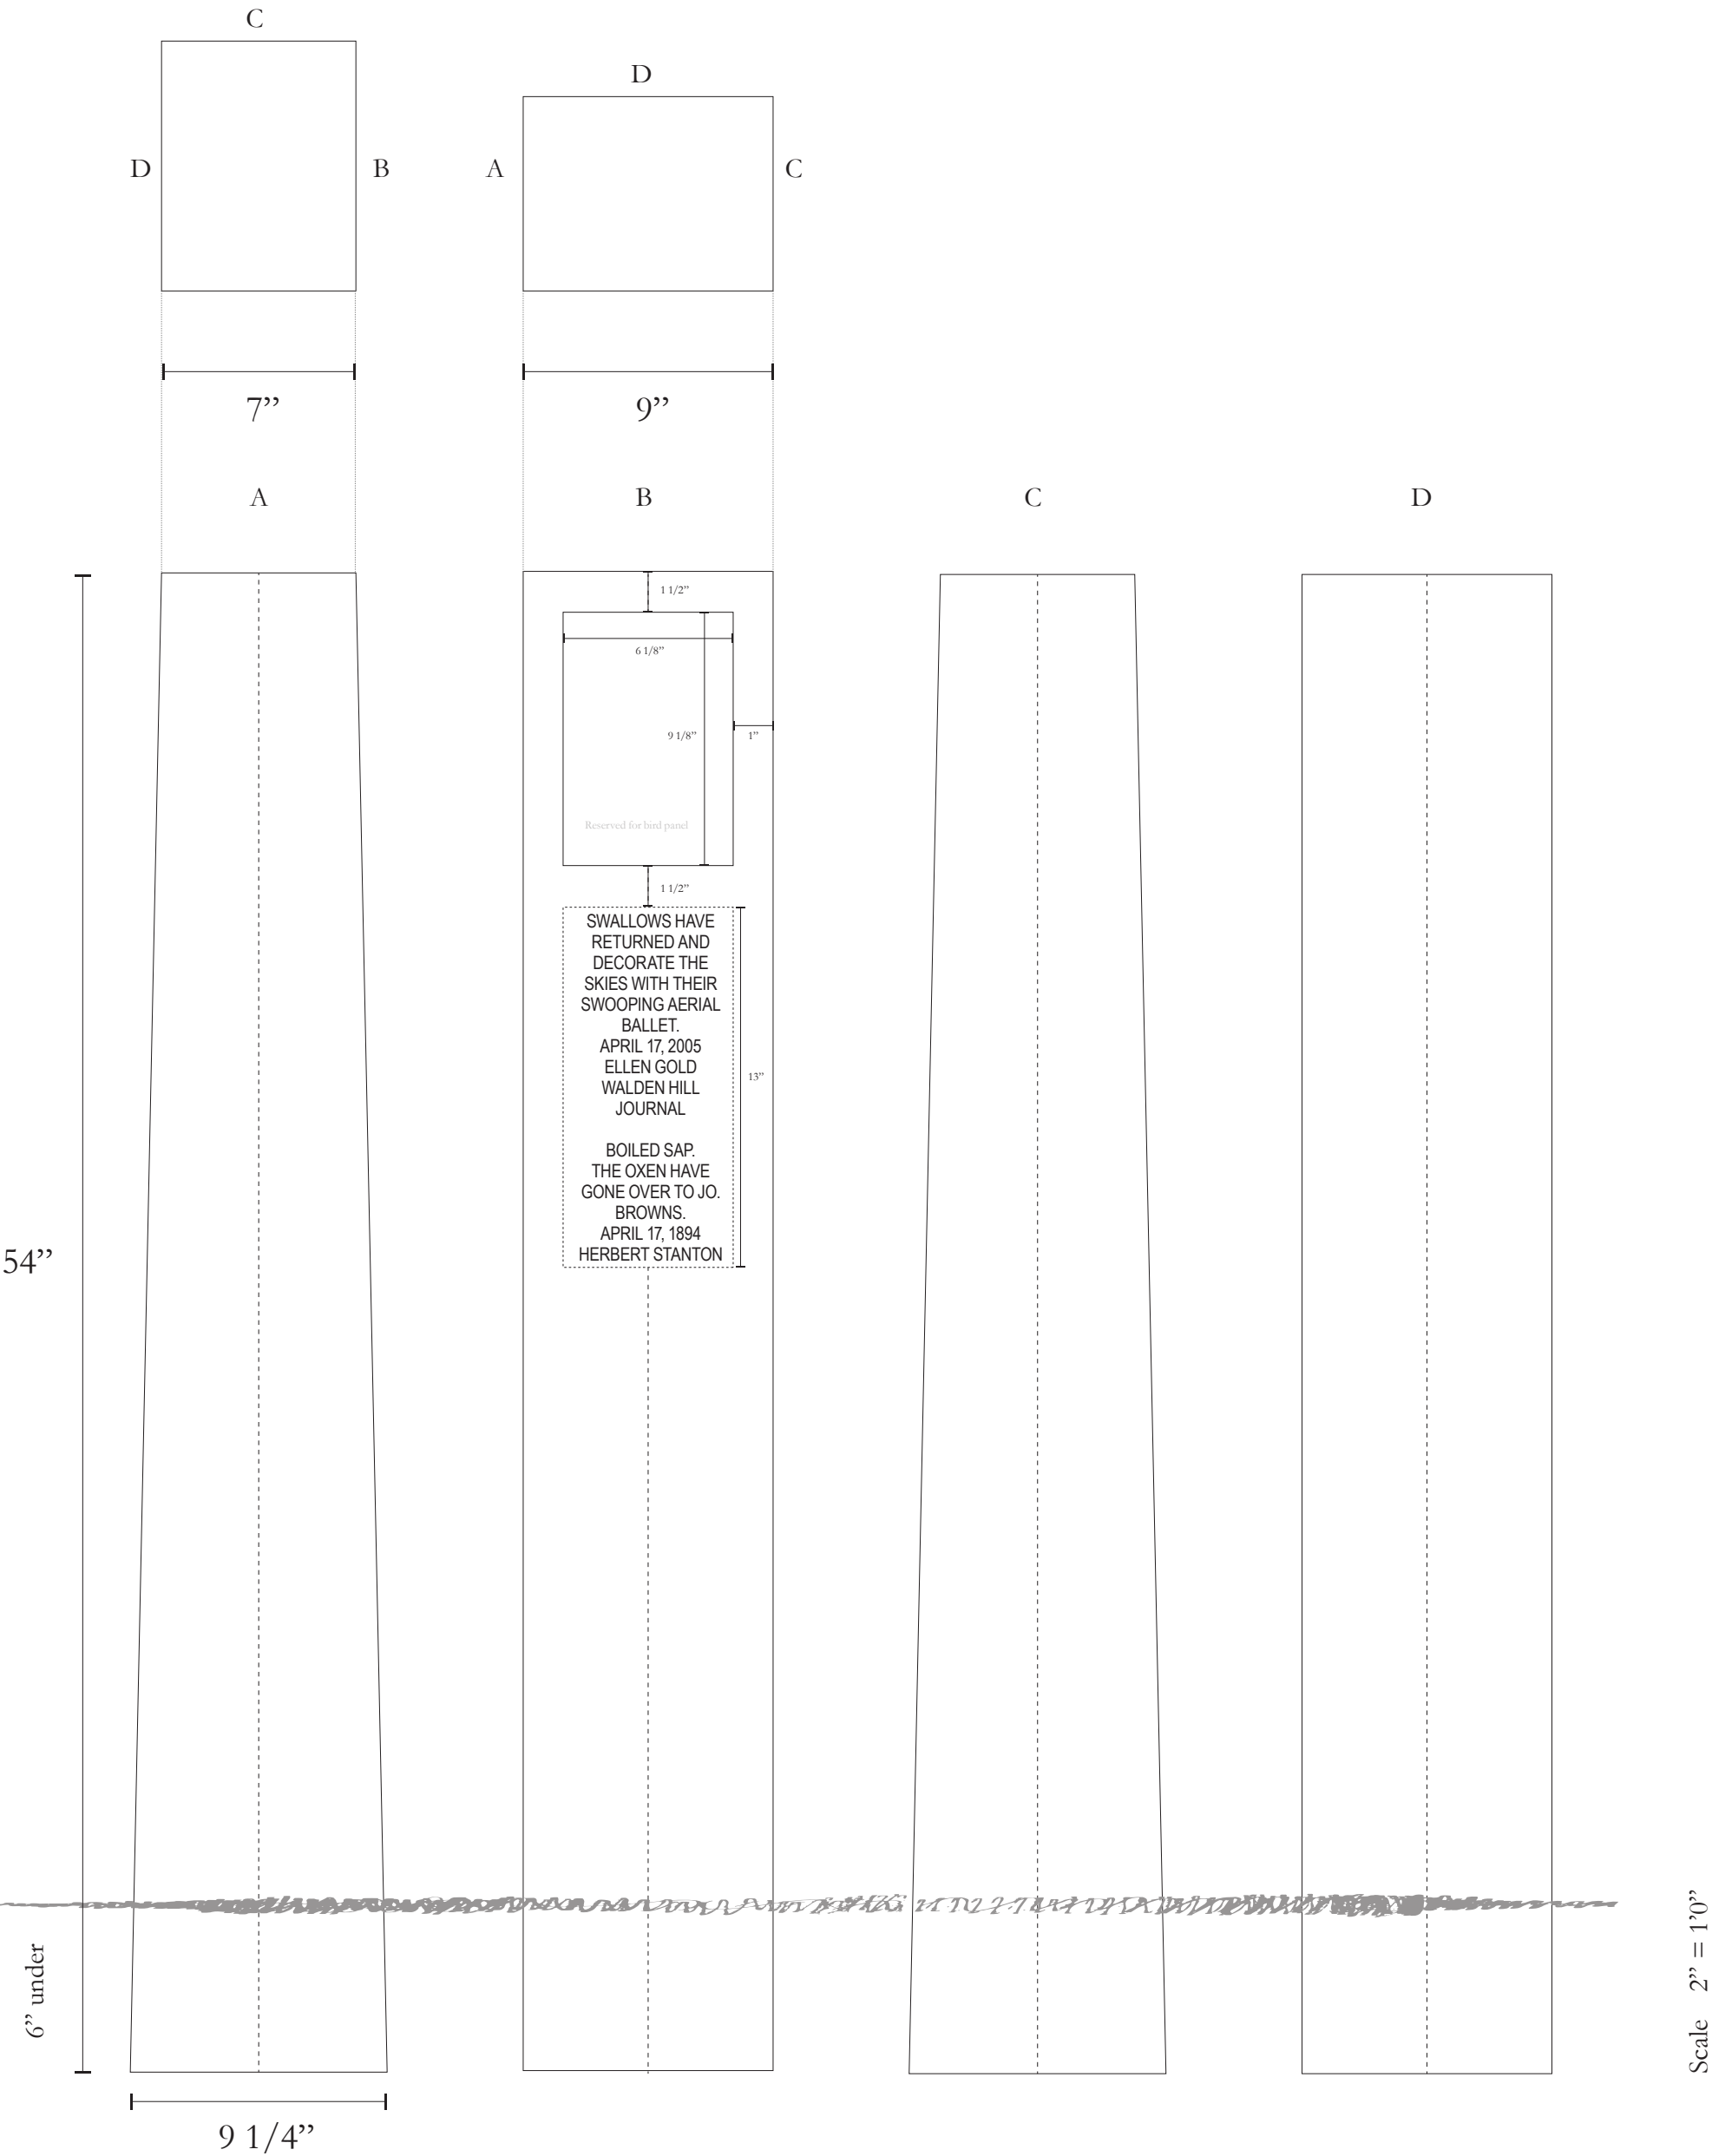 C
D
D
B
A
C
7”
9”
A
B
C
D
1 1/2”
6 1/8”
9 1/8”
1”
Reserved for bird panel
1 1/2”
SWALLOWS HAVE
RETURNED AND
DECORATE THE
SKIES WITH THEIR
SWOOPING AERIAL
BALLET.
APRIL 17, 2005
ELLEN GOLD
WALDEN HILL
JOURNAL
13”
BOILED SAP.
THE OXEN HAVE
GONE OVER TO JO.
BROWNS.
APRIL 17, 1894
HERBERT STANTON
54”
6” under
Scale 2” = 1’0”
9 1/4”